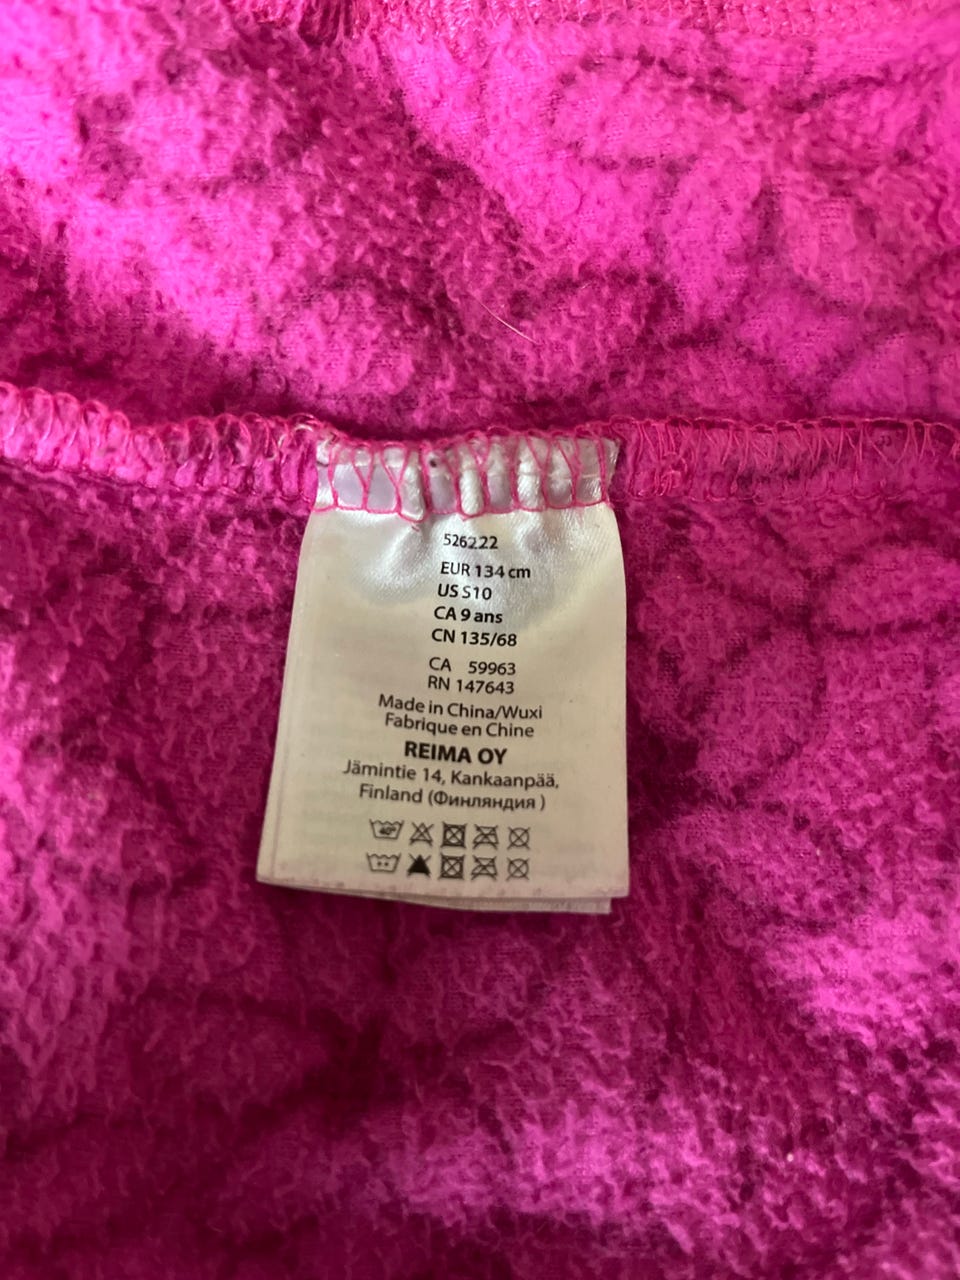 526222
EUR 134 cm
US S10
CA 9 ans
CN 135/68
CA 59963
RN 147643
Made in China/Wuxi
Fabrique en Chine
REIMA OY
Jämintie 14, Kankaanpää,
Finland (Финляндия )
40°